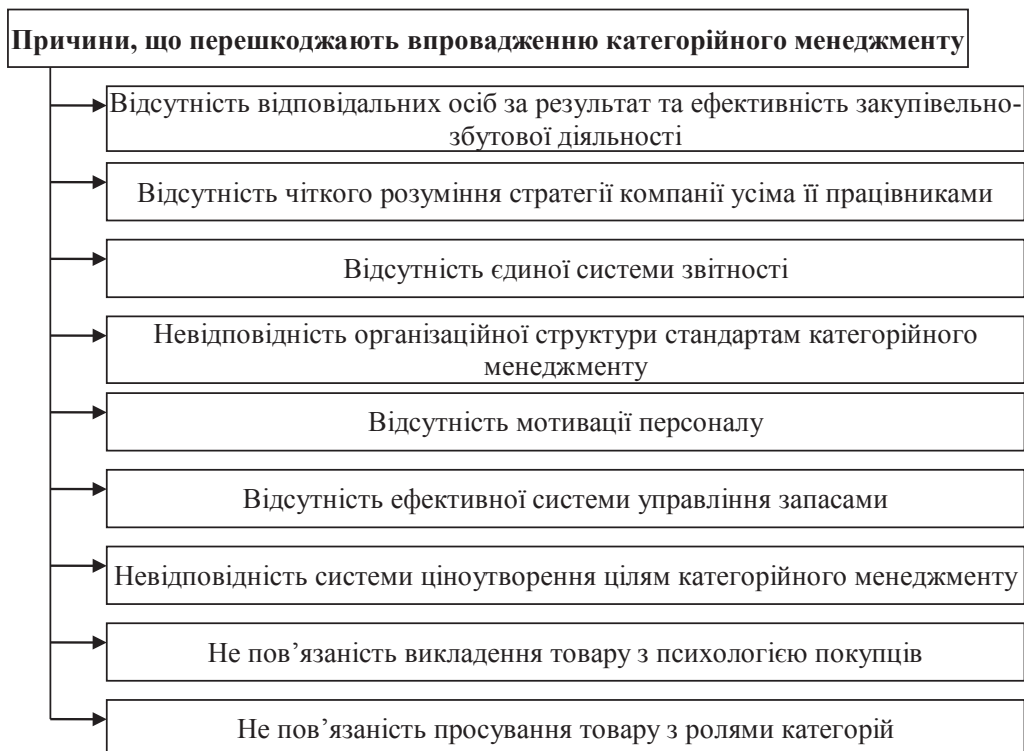 Причини, що перешкоджають впровадженню категорійного менеджменту
Відсутність відповідальних осіб за результат та ефективність закупівельно-
збутової діяльності
Відсутність чіткого розуміння стратегії компанії усіма її працівниками
Відсутність єдиної системи звітності
Невідповідність організаційної структури стандартам категорійного
менеджменту
Відсутність мотивації персоналу
Відсутність ефективної системи управління запасами
Невідповідність системи ціноутворення цілям категорійного менеджменту
Не пов’язаність викладення товару з психологією покупців
Не пов’язаність просування товару з ролями категорій